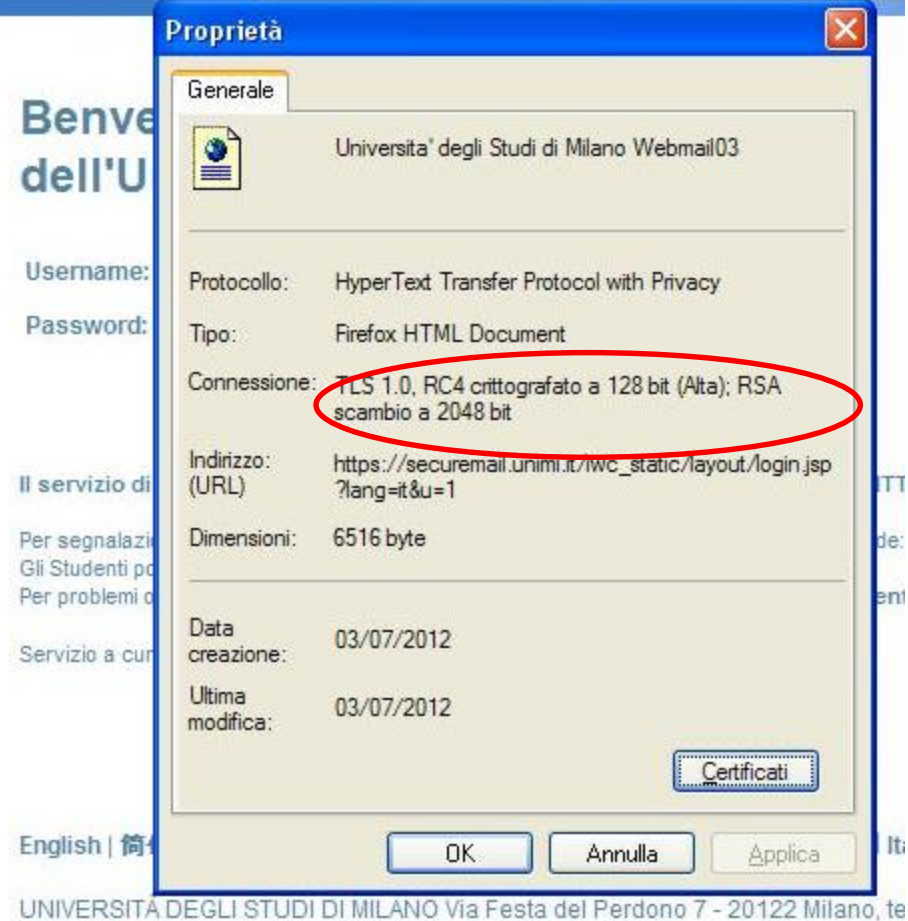 Proprietà
Generale
Universita' degli Studi di Milano Webmail03
Protocollo: HyperText Transfer Protocol with Privacy
Tipo: Firefox HTML Document
Connessione: TLS 1.0, RC4 crittografato a 128 bit (Alta); RSA
scambio a 2048 bit
Indirizzo: https://securemail.unimi.it/iwc_static/layout/login.jsp
(URL) ?lang=it&u=1
Dimensioni: 6516 byte
Data
creazione: 03/07/2012
Ultima
modifica: 03/07/2012
Certificati
OK Annulla Applica
Benve
dell'U
Username:
Password:
Il servizio di
Per segnalazi
de:
Gli Studenti po
Per problemi o
ent
Servizio a cur
English | 简
Ita
UNIVERSITÀ DEGLI STUDI DI MILANO Via Festa del Perdono 7 - 20122 Milano, te